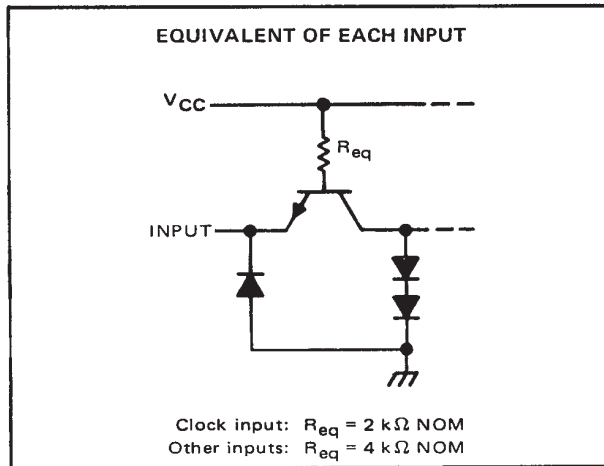 EQUIVALENT OF EACH INPUT
VCC
Req
INPUT
Clock input: Req = 2 kΩ NOM
Other inputs: Req = 4 kΩ NOM